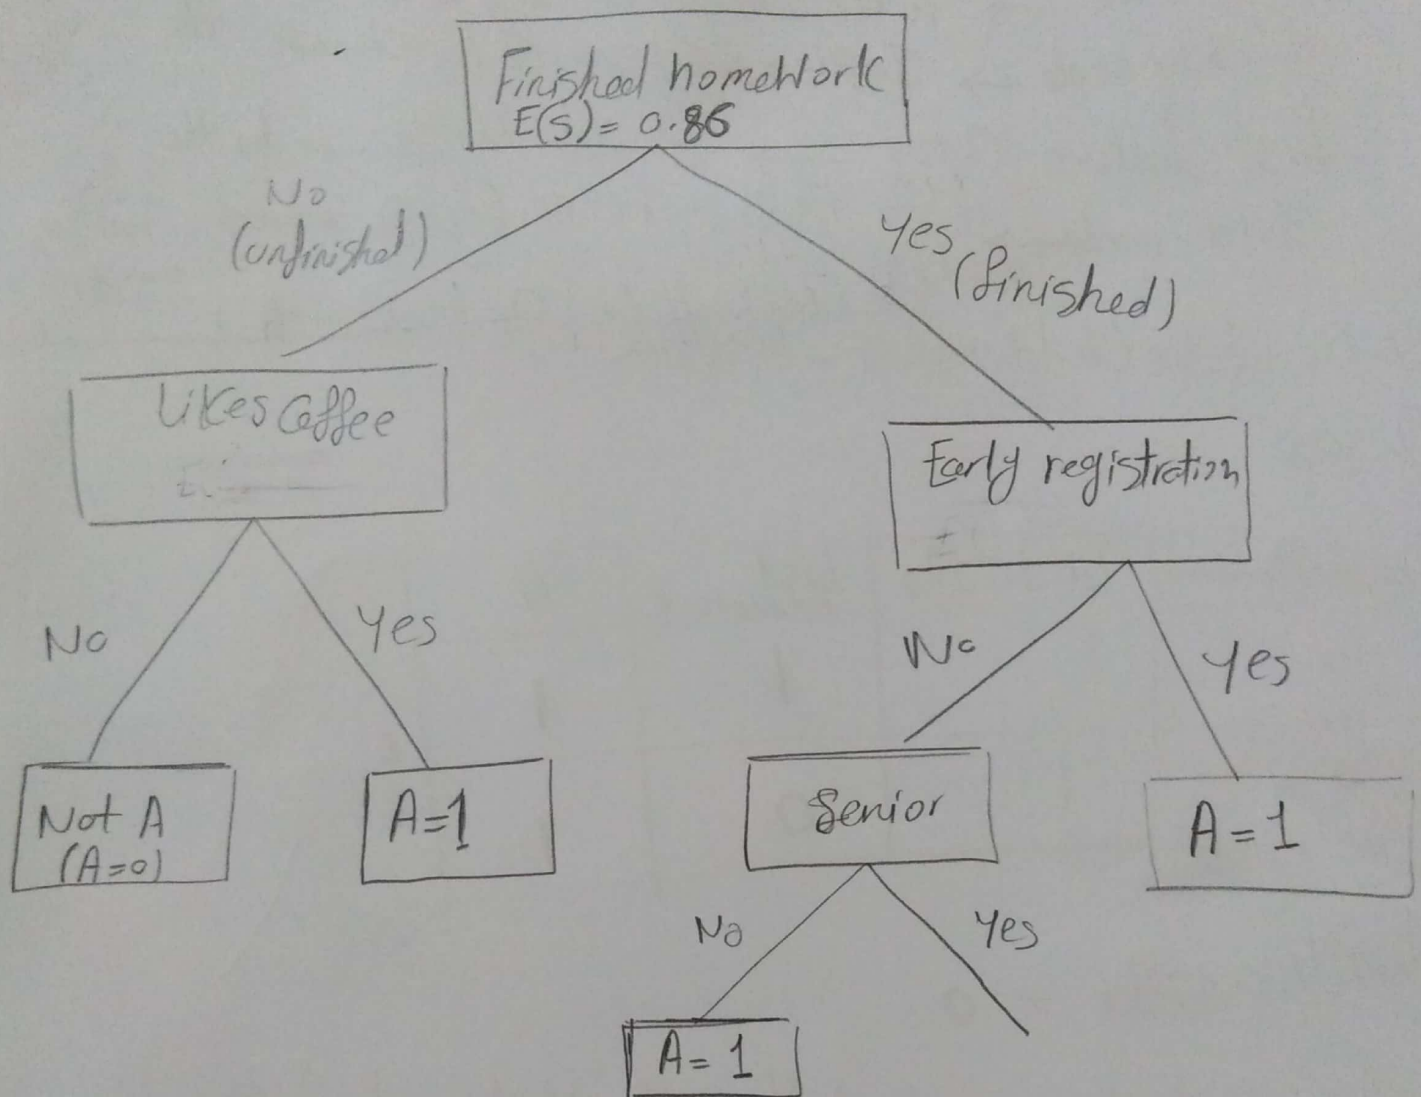 Finished homework
E(S) = 0.86
No
(unfinished)
Yes
(finished)
Likes Coffee
Early registration
No
Yes
No
Yes
Not A
(A=0)
A=1
Senior
A=1
No
Yes
A=1